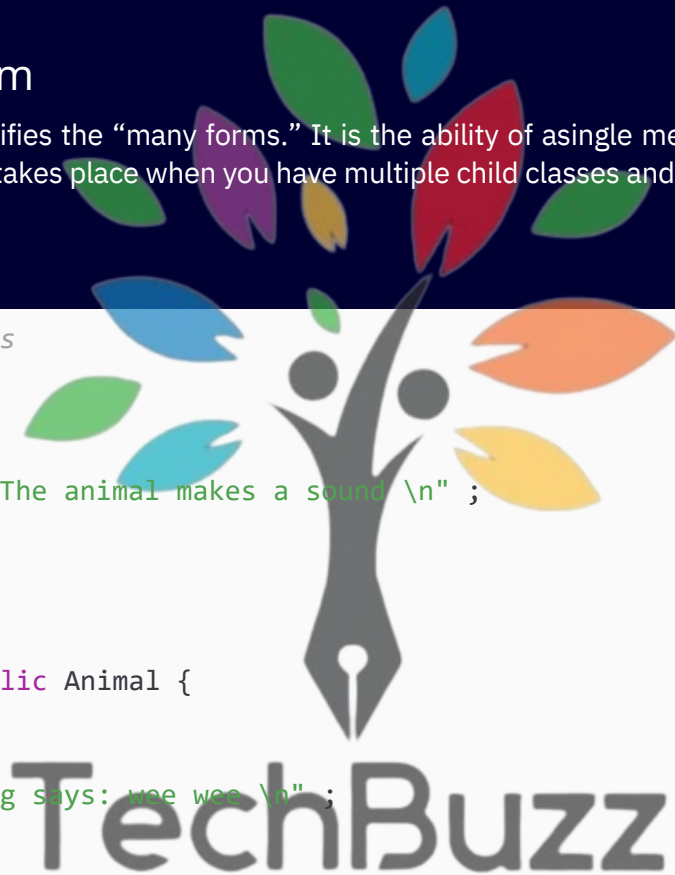 m
ifies the “many forms.” It is the ability of asingle me
takes place when you have multiple child classes and
s
The animal makes a sound \n" ;
lic Animal {
g says: wee wee \n" ;
TechBuzz